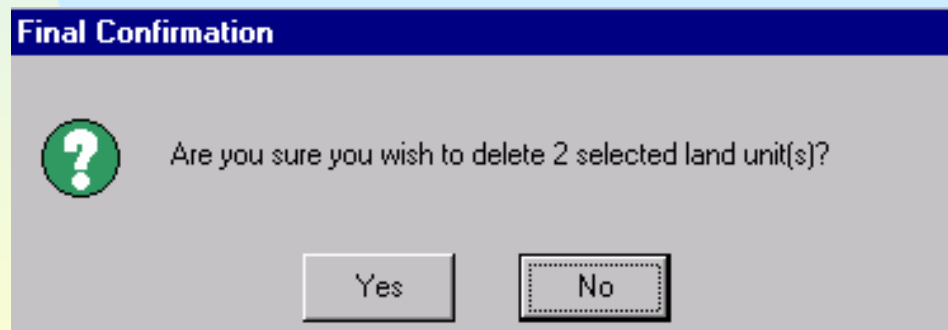 Final Confirmation
Are you sure you wish to delete 2 selected land unit(s)?
Yes No